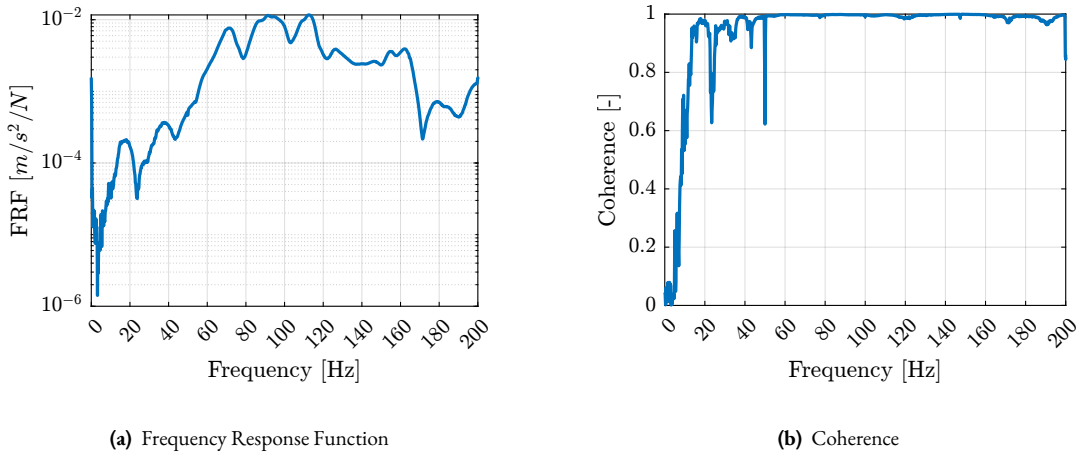 10⁻²
10⁻⁴
10⁻⁶
FRF [m/s²/N]
0 20 40 60 80 100 120 140 160 180 200
Frequency [Hz]
(a) Frequency Response Function
1
0.8
0.6
0.4
0.2
0
Coherence [-]
0 20 40 60 80 100 120 140 160 180 200
Frequency [Hz]
(b) Coherence